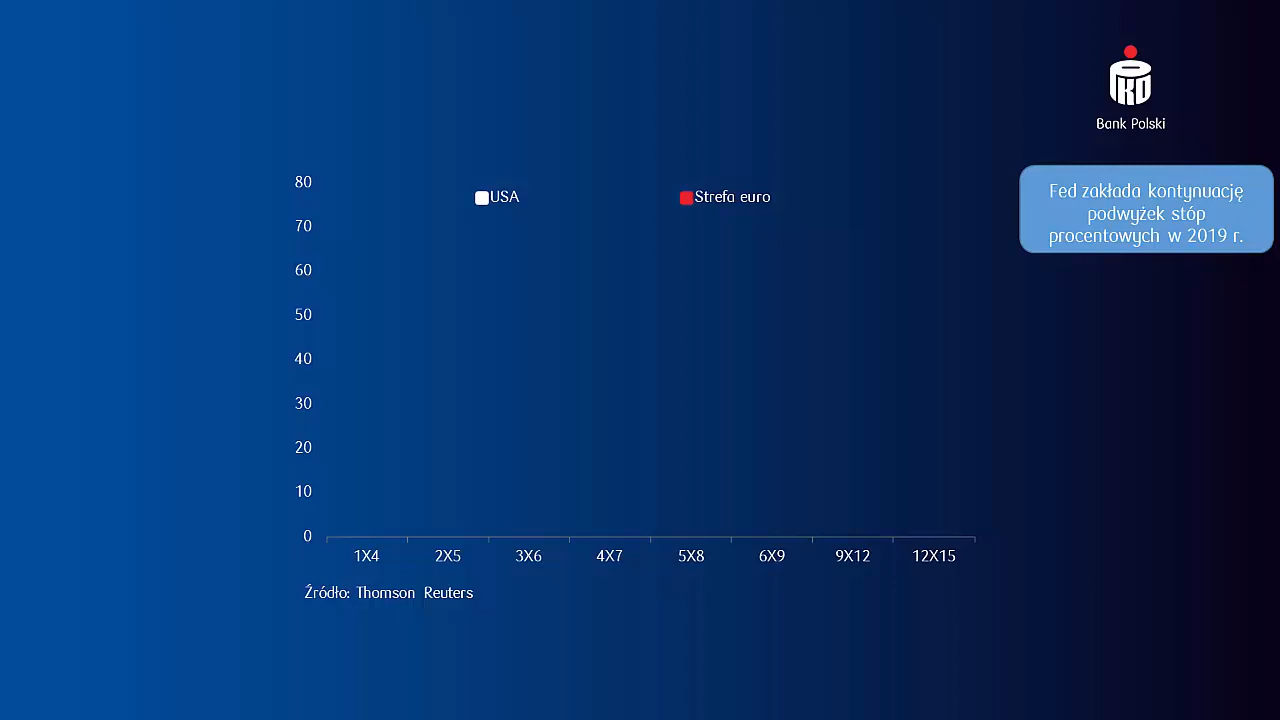 PKO
Bank Polski
Fed zakłada kontynuację
podwyżek stóp
procentowych w 2019 r.
USA
Strefa euro
80
70
60
50
40
30
20
10
0
1X4 2X5 3X6 4X7 5X8 6X9 9X12 12X15
Źródło: Thomson Reuters